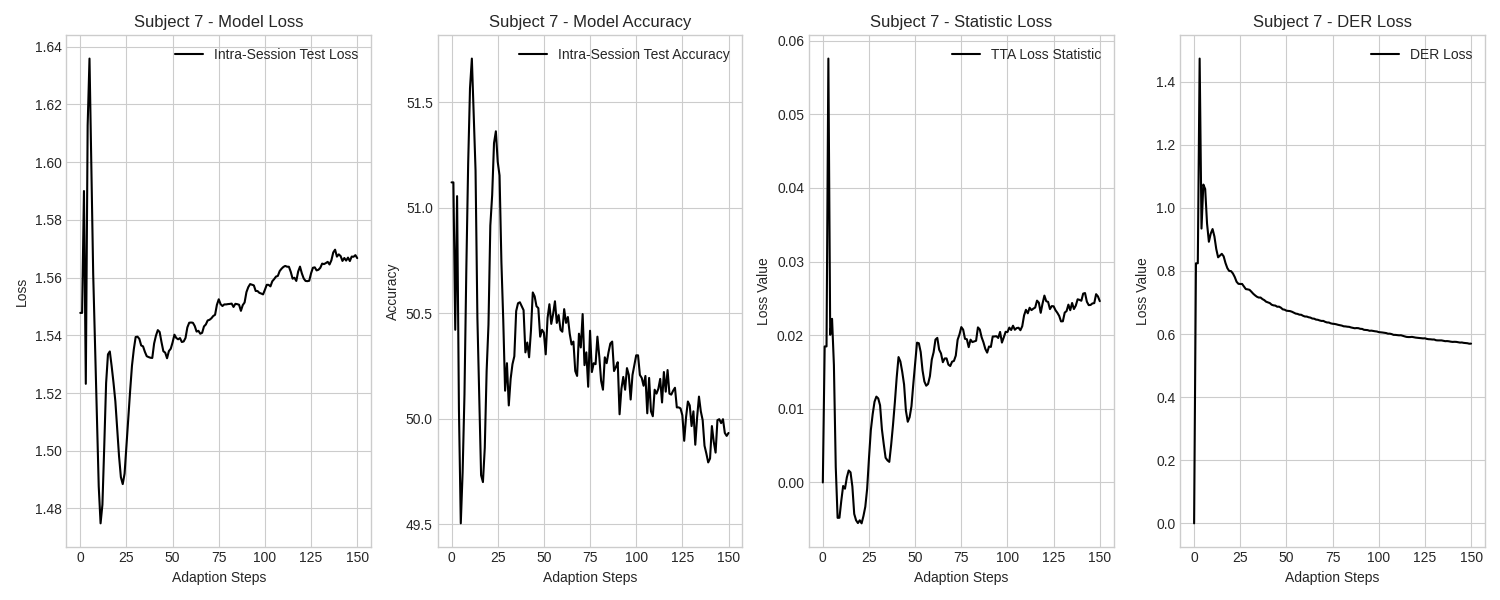 Subject 7 - Model Loss
Intra-Session Test Loss
Loss
1.64
1.62
1.60
1.58
1.56
1.54
1.52
1.50
1.48
0 25 50 75 100 125 150
Adaption Steps
Subject 7 - Model Accuracy
Intra-Session Test Accuracy
Accuracy
51.5
51.0
50.5
50.0
49.5
0 25 50 75 100 125 150
Adaption Steps
Subject 7 - Statistic Loss
TTA Loss Statistic
Loss Value
0.06
0.05
0.04
0.03
0.02
0.01
0.00
0 25 50 75 100 125 150
Adaption Steps
Subject 7 - DER Loss
DER Loss
Loss Value
1.4
1.2
1.0
0.8
0.6
0.4
0.2
0.0
0 25 50 75 100 125 150
Adaption Steps